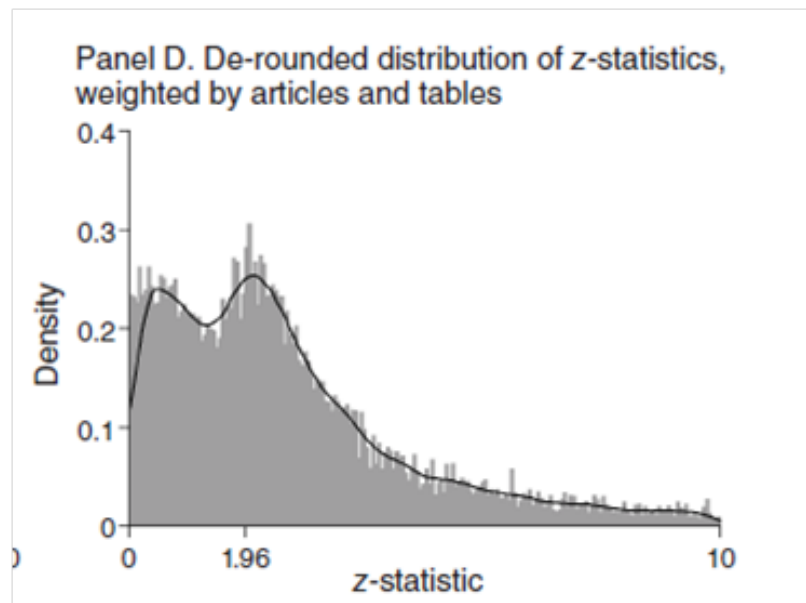 Panel D. De-rounded distribution of z-statistics,
weighted by articles and tables
0.4
0.3
0.2
0.1
0
Density
0
1.96
10
z-statistic